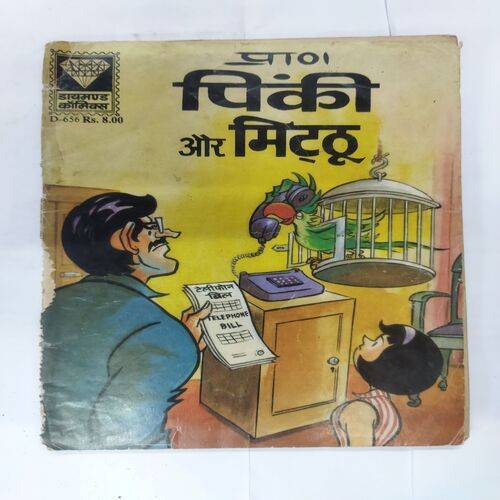 डायमण्ड
कॉमिक्स
D-656 Rs. 8.00
प्राण
पिंकी
और मिट्ठू
टेलीफोन
बिल
TELEPHONE
BILL